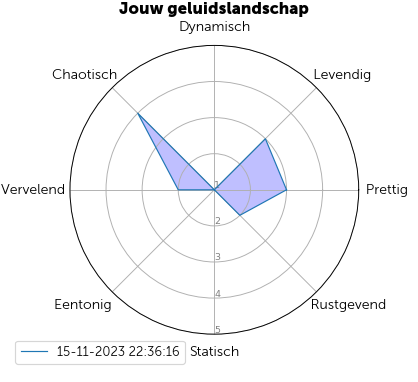 Jouw geluidslandschap
Dynamisch
Chaotisch
Levendig
Vervelend
1
Prettig
2
3
Eentonig
4
Rustgevend
5
15-11-2023 22:36:16
Statisch